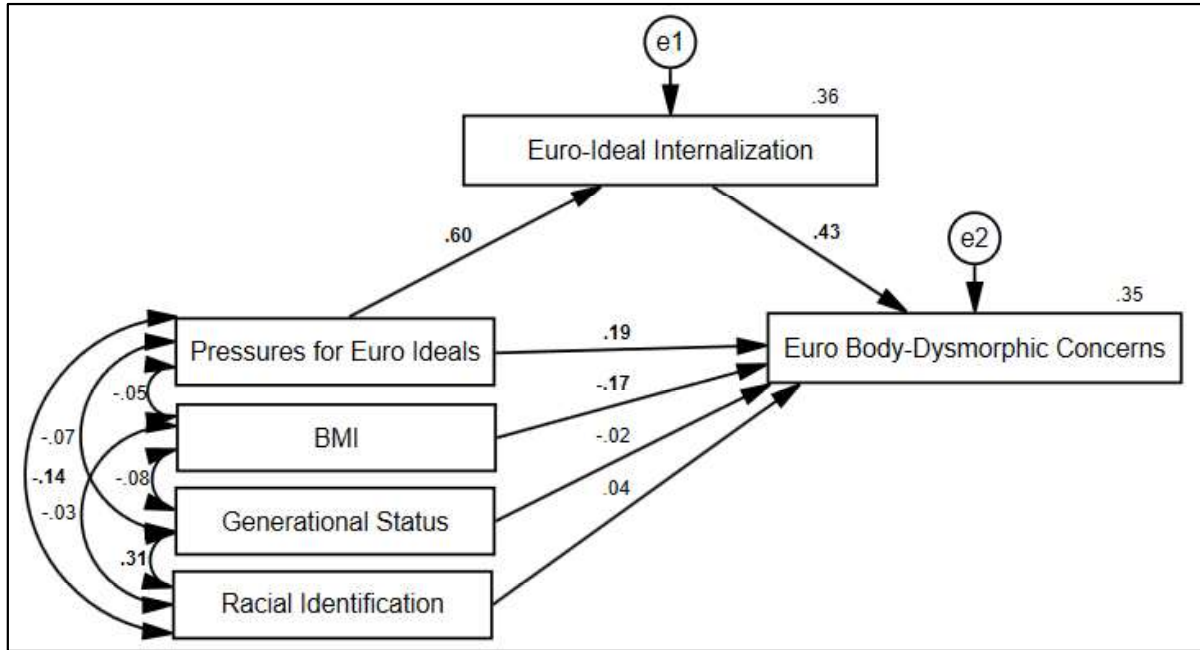 e1
.36
Euro-Ideal Internalization
.60
.43
e2
.35
Pressures for Euro Ideals
.19
Euro Body-Dysmorphic Concerns
-.05
-.17
-.07
BMI
-.02
-.14
-.08
.04
-.03
Generational Status
.31
Racial Identification